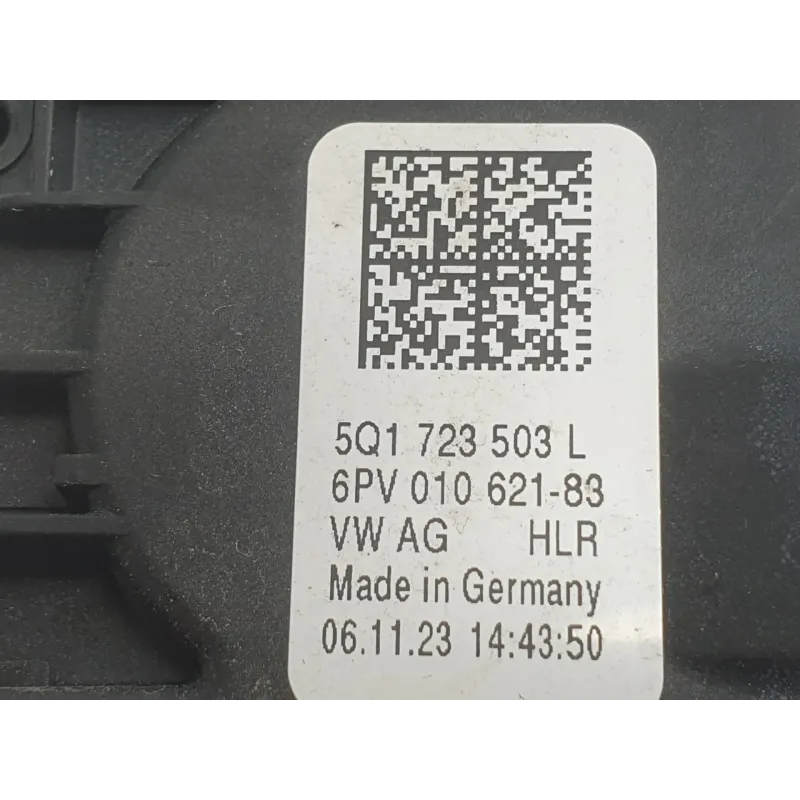 5Q1 723 503 L
6PV 010 621-83
VW AG HLR
Made in Germany
06.11.23 14:43:50